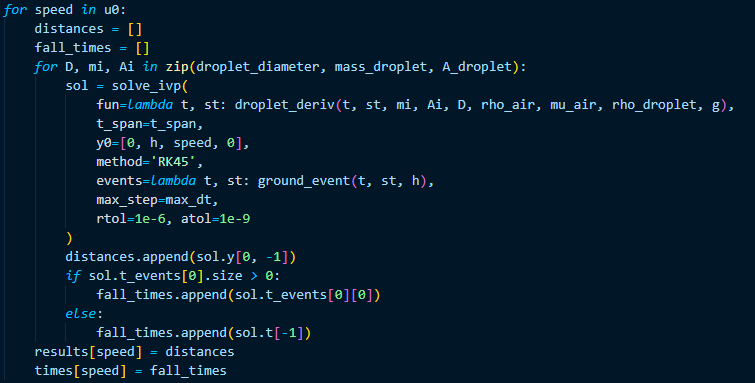 for speed in u0:
    distances = []
    fall_times = []
    for D, mi, Ai in zip(droplet_diameter, mass_droplet, A_droplet):
        sol = solve_ivp(
            fun=lambda t, st: droplet_deriv(t, st, mi, Ai, D, rho_air, mu_air, rho_droplet, g),
            t_span=t_span,
            y0=[0, h, speed, 0],
            method='RK45',
            events=lambda t, st: ground_event(t, st, h),
            max_step=max_dt,
            rtol=1e-6, atol=1e-9
        )
        distances.append(sol.y[0, -1])
        if sol.t_events[0].size > 0:
            fall_times.append(sol.t_events[0][0])
        else:
            fall_times.append(sol.t[-1])
    results[speed] = distances
    times[speed] = fall_times